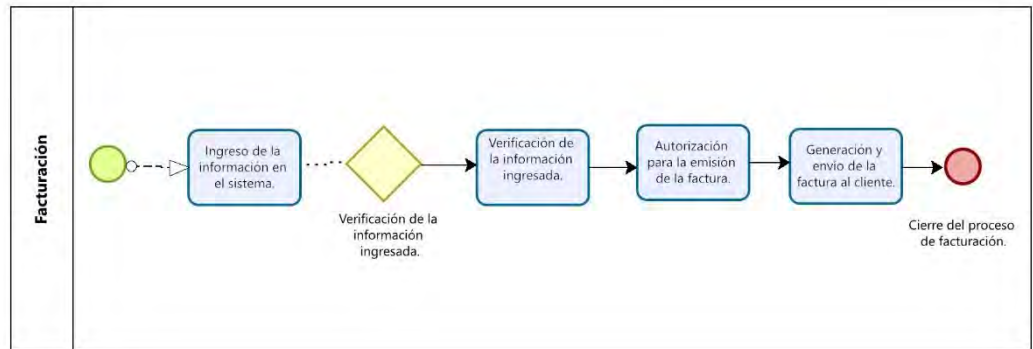 Facturación
Ingreso de la
información en
el sistema.
Verificación de la
información
ingresada.
Verificación de
la información
ingresada.
Autorización
para la emisión
de la factura.
Generación y
envio de la
factura al cliente.
Cierre del proceso
de facturación.